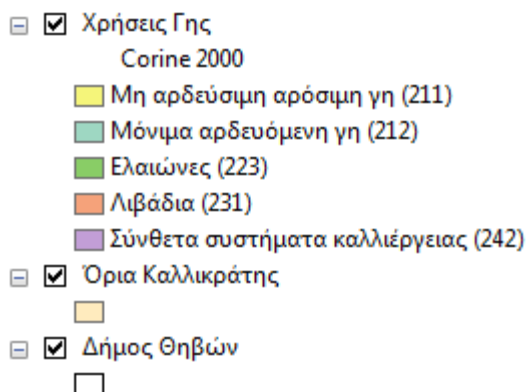 Χρήσεις Γης
Corine 2000
Μη αρδεύσιμη αρόσιμη γη (211)
Μόνιμα αρδευόμενη γη (212)
Ελαιώνες (223)
Λιβάδια (231)
Σύνθετα συστήματα καλλιέργειας (242)
Όρια Καλλικράτης
Δήμος Θηβών